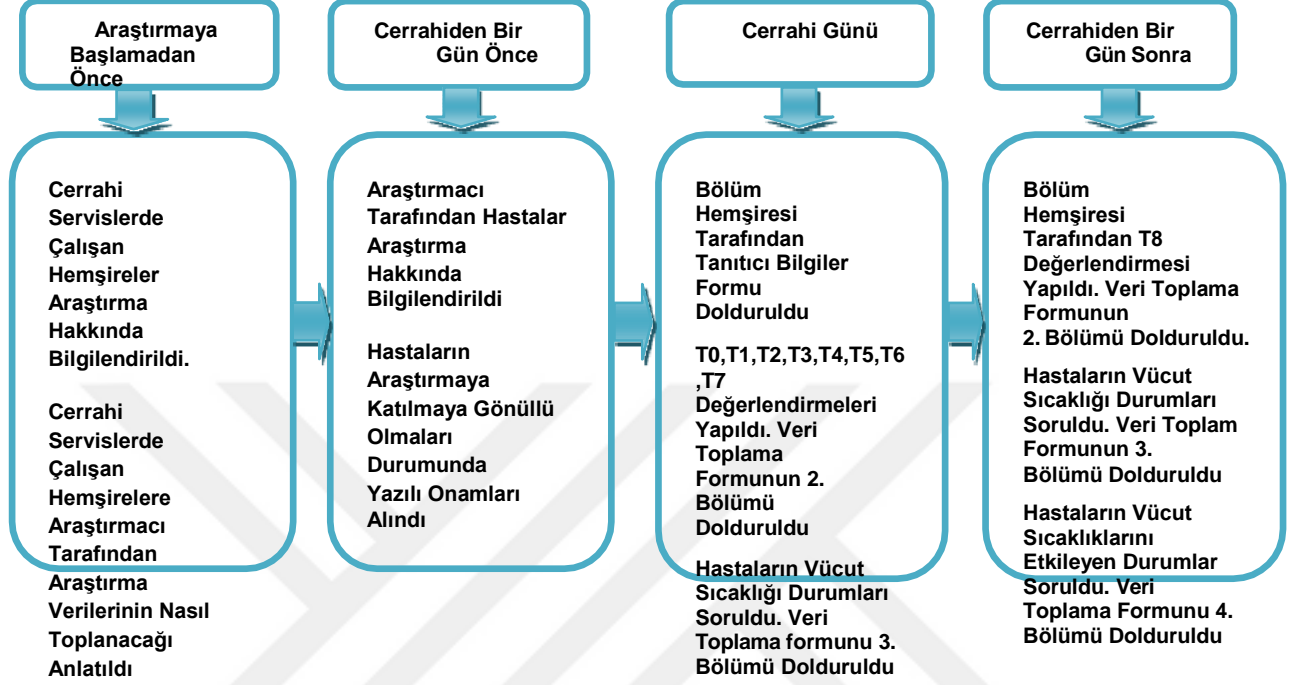 Araştırmaya
Başlamadan
Önce
Cerrahi
Servislerde
Çalışan
Hemşireler
Araştırma
Hakkında
Bilgilendirildi.
Cerrahi
Servislerde
Çalışan
Hemşirelere
Araştırmacı
Tarafından
Araştırma
Verilerinin Nasıl
Toplanacağı
Anlatıldı
Cerrahiden Bir
Gün Önce
Araştırmacı
Tarafından Hastalar
Araştırma
Hakkında
Bilgilendirildi
Hastaların
Araştırmaya
Katılmaya Gönüllü
Olmaları
Durumunda
Yazılı Onamları
Alındı
Cerrahi Günü
Bölüm
Hemşiresi
Tarafından
Tanıtıcı Bilgiler
Formu
Dolduruldu
T0,T1,T2,T3,T4,T5,T6
,T7
Değerlendirmeleri
Yapıldı. Veri
Toplama
Formunun 2.
Bölümü
Dolduruldu
Hastaların Vücut
Sıcaklığı Durumları
Soruldu. Veri
Toplama formunu 3.
Bölümü Dolduruldu
Cerrahiden Bir
Gün Sonra
Bölüm
Hemşiresi
Tarafından T8
Değerlendirmesi
Yapıldı. Veri Toplama
Formunun
2. Bölümü Dolduruldu.
Hastaların Vücut
Sıcaklığı Durumları
Soruldu. Veri Toplam
Formunun 3.
Bölümü Dolduruldu
Hastaların Vücut
Sıcaklıklarını
Etkileyen Durumlar
Soruldu. Veri
Toplama Formunu 4.
Bölümü Dolduruldu